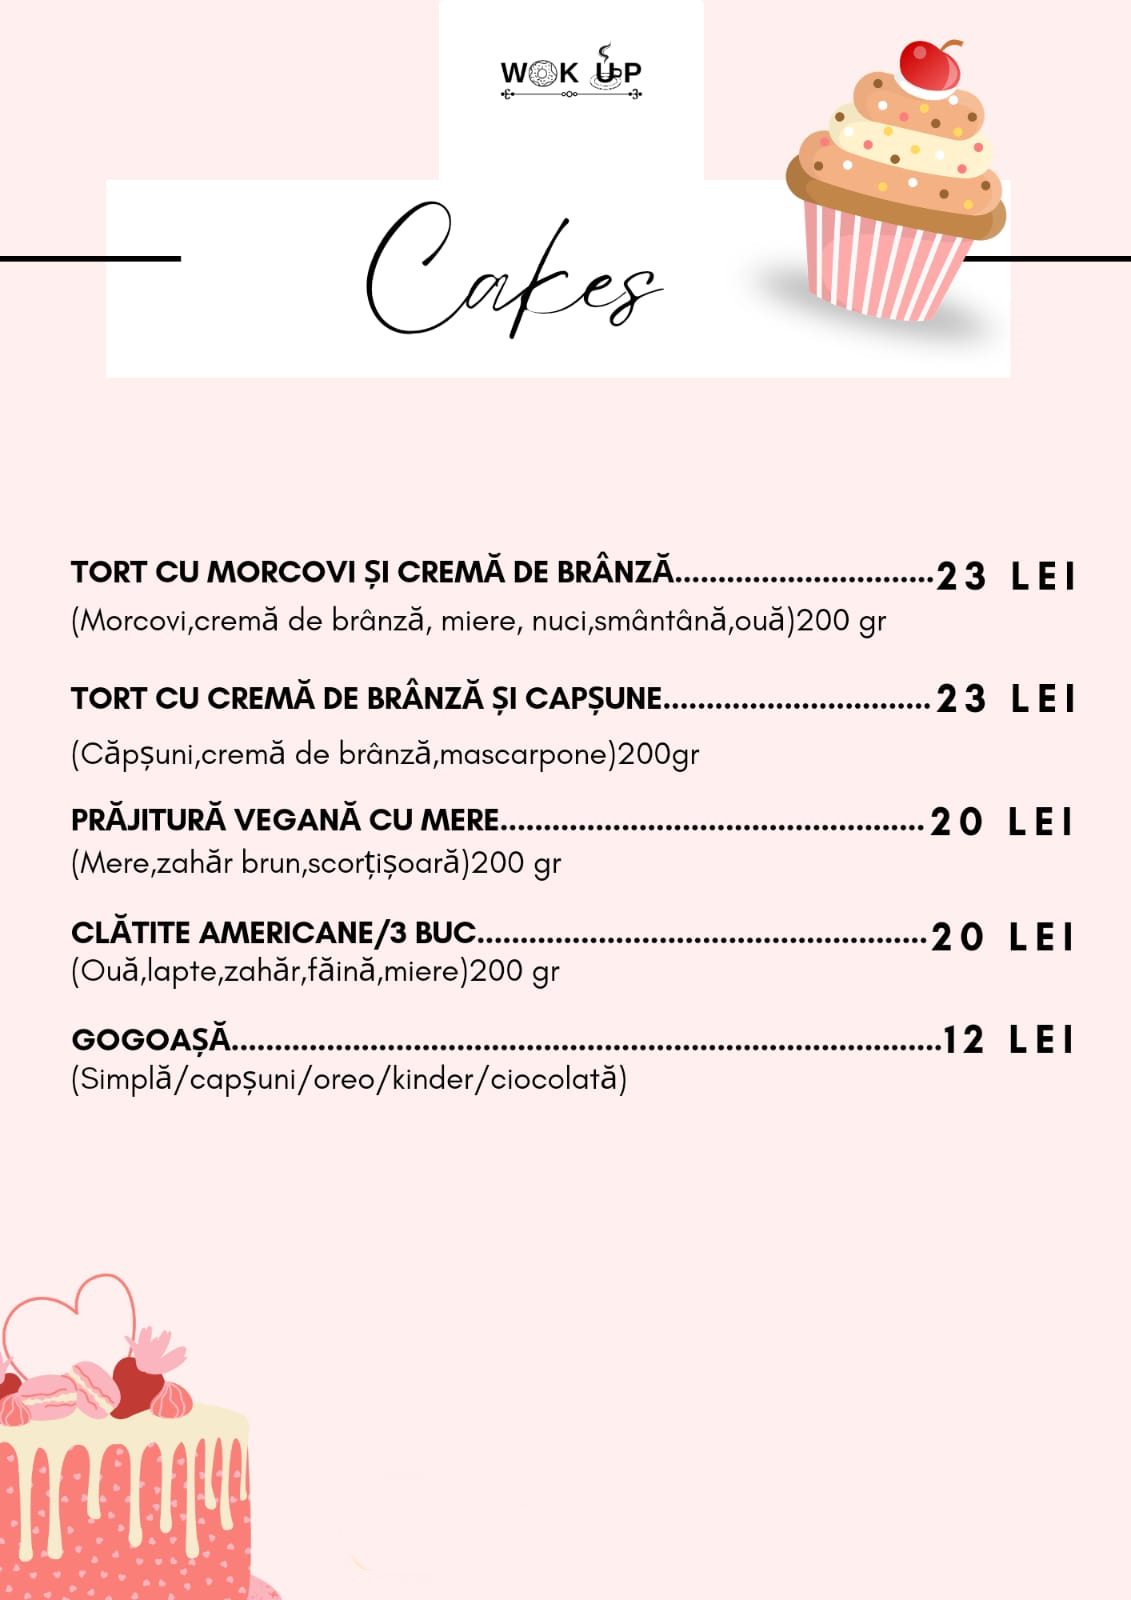 WOK UP
Cakes
TORT CU MORCOVI ȘI CREMĂ DE BRÂNZĂ..............................23 LEI
(Morcovi,cremă de brânză, miere, nuci,smântână,ouă)200 gr
TORT CU CREMĂ DE BRÂNZĂ ȘI CAPȘUNE...............................23 LEI
(Căpșuni,cremă de brânză,mascarpone)200gr
PRĂJITURĂ VEGANĂ CU MERE.................................................20 LEI
(Mere,zahăr brun,scorțișoară)200 gr
CLĂTITE AMERICANE/3 BUC....................................................20 LEI
(Ouă,lapte,zahăr,făină,miere)200 gr
GOGOAȘĂ..................................................................................12 LEI
(Simplă/capșuni/oreo/kinder/ciocolată)